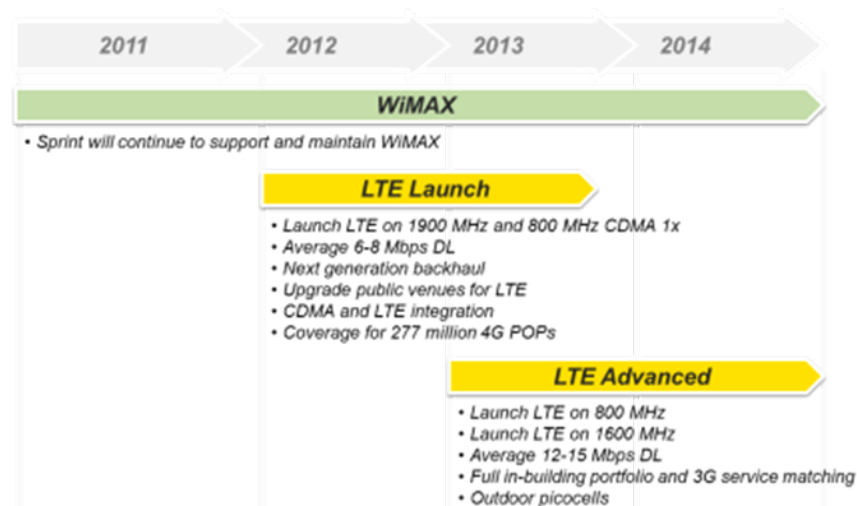 2011 2012 2013 2014
WiMAX
• Sprint will continue to support and maintain WiMAX
LTE Launch
• Launch LTE on 1900 MHz and 800 MHz CDMA 1x
• Average 6-8 Mbps DL
• Next generation backhaul
• Upgrade public venues for LTE
• CDMA and LTE integration
• Coverage for 277 million 4G POPs
LTE Advanced
• Launch LTE on 800 MHz
• Launch LTE on 1600 MHz
• Average 12-15 Mbps DL
• Full in-building portfolio and 3G service matching
• Outdoor picocells